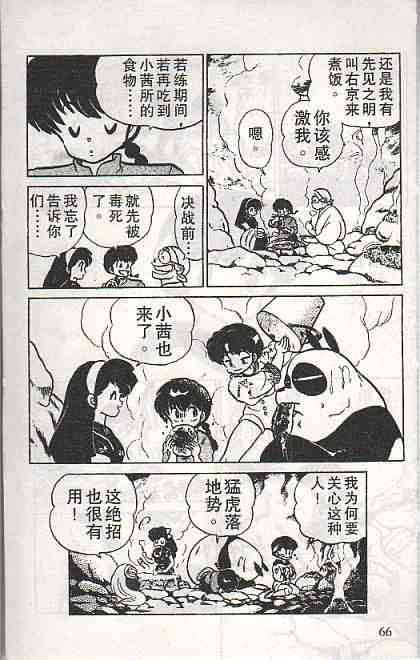 还是我有
先见之明，
叫右京来
煮饭。
你该感
激我。
嗯。
若练期间，
若再吃到
小茜所的
食物……
决战前…
就先被
毒死
了。
我忘了
告诉你
们……
小茜也
来了。
我为何要
关心这种
人！
猛虎落
地势。
这绝招
也很有
用！
66